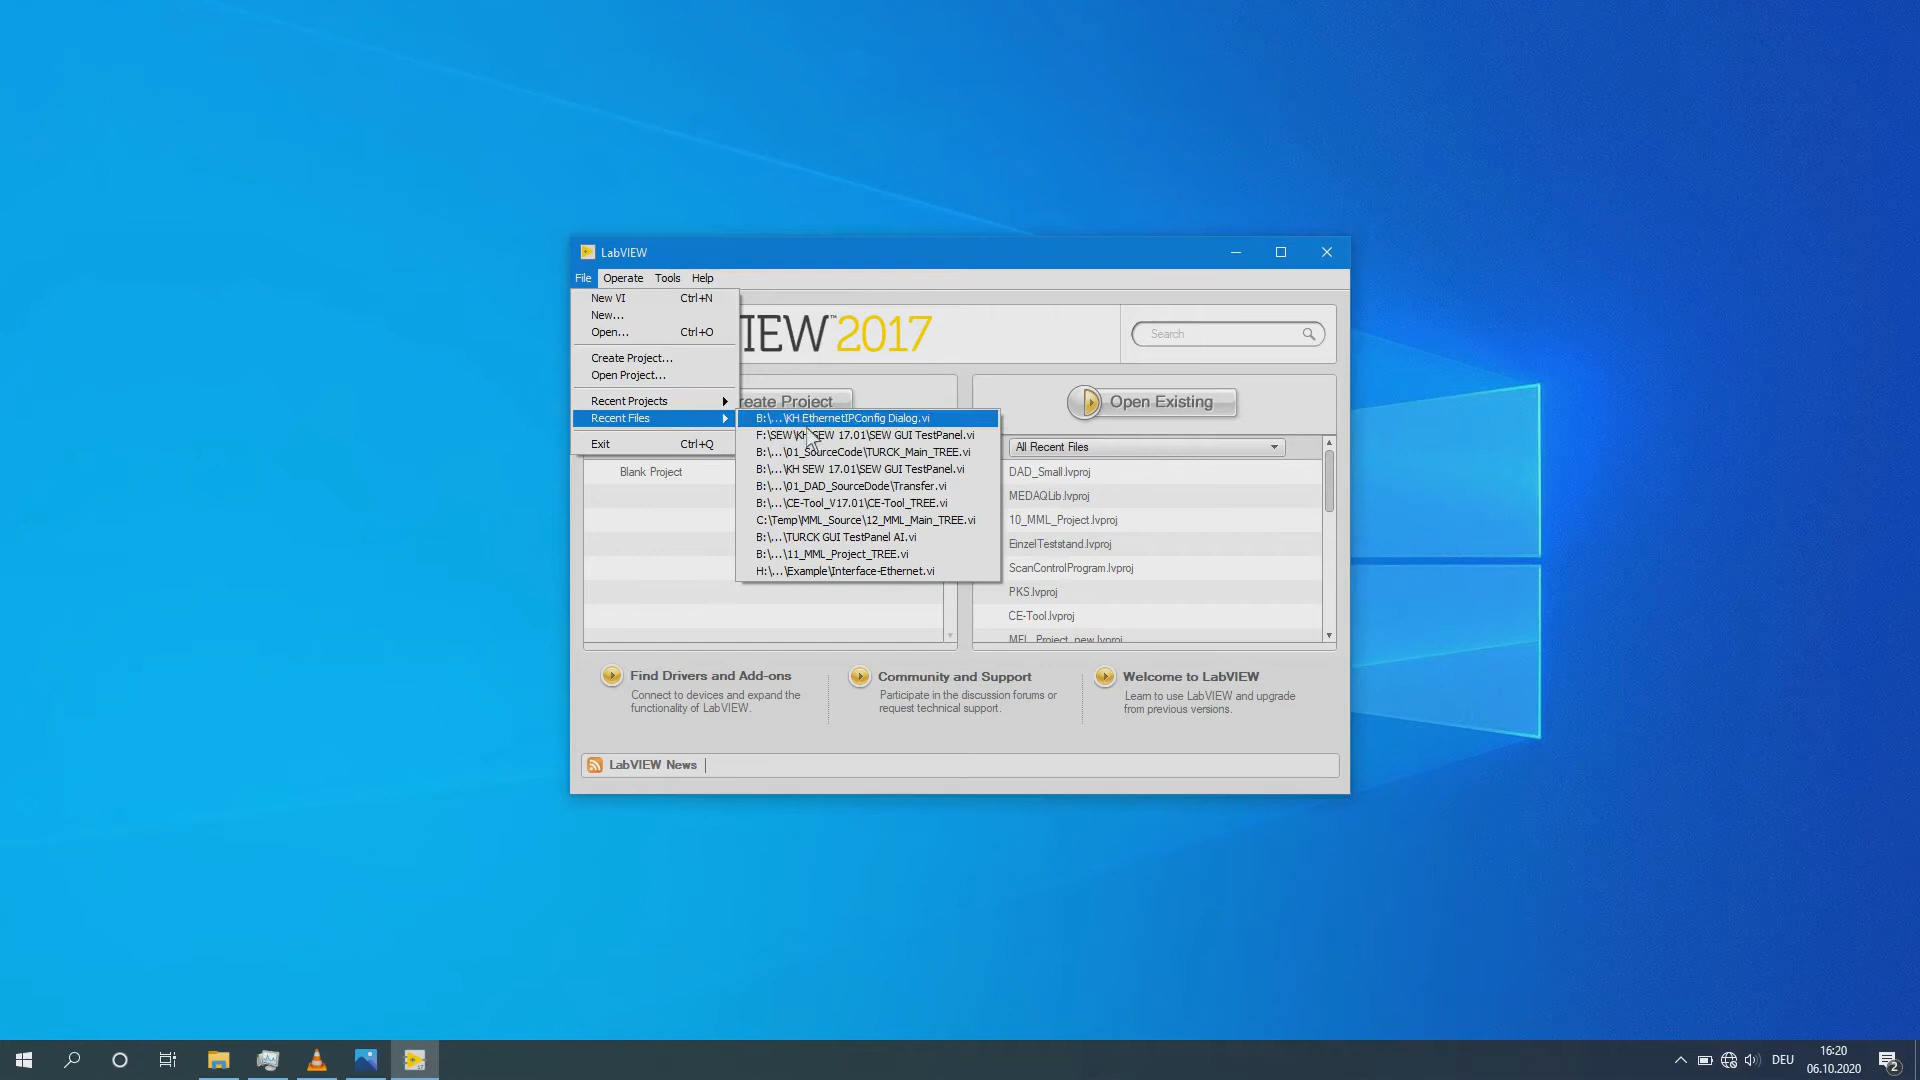 LabVIEW
File Operate Tools Help
New VI Ctrl+N
New...
Open... Ctrl+O
Create Project...
Open Project...
Recent Projects
Recent Files
Exit Ctrl+Q
IEW™ 2017
Search
reate Project
Open Existing
B:\...\KH EthernetIPConfig Dialog.vi
F:\SEW\KH SEW 17.01\SEW GUI TestPanel.vi
B:\...\01_SourceCode\TURCK_Main_TREE.vi
B:\...\KH SEW 17.01\SEW GUI TestPanel.vi
B:\...\01_DAD_SourceDode\Transfer.vi
B:\...\CE-Tool_V17.01\CE-Tool_TREE.vi
C:\Temp\MML_Source\12_MML_Main_TREE.vi
B:\...\TURCK GUI TestPanel AI.vi
B:\...\11_MML_Project_TREE.vi
H:\...\Example\Interface-Ethernet.vi
Blank Project
All Recent Files
DAD_Small.lvproj
MEDAQLib.lvproj
10_MML_Project.lvproj
EinzelTeststand.lvproj
ScanControlProgram.lvproj
PKS.lvproj
CE-Tool.lvproj
Find Drivers and Add-ons
Connect to devices and expand the
functionality of LabVIEW.
Community and Support
Participate in the discussion forums or
request technical support.
Welcome to LabVIEW
Learn to use LabVIEW and upgrade
from previous versions.
LabVIEW News
DEU
16:20
06.10.2020
2